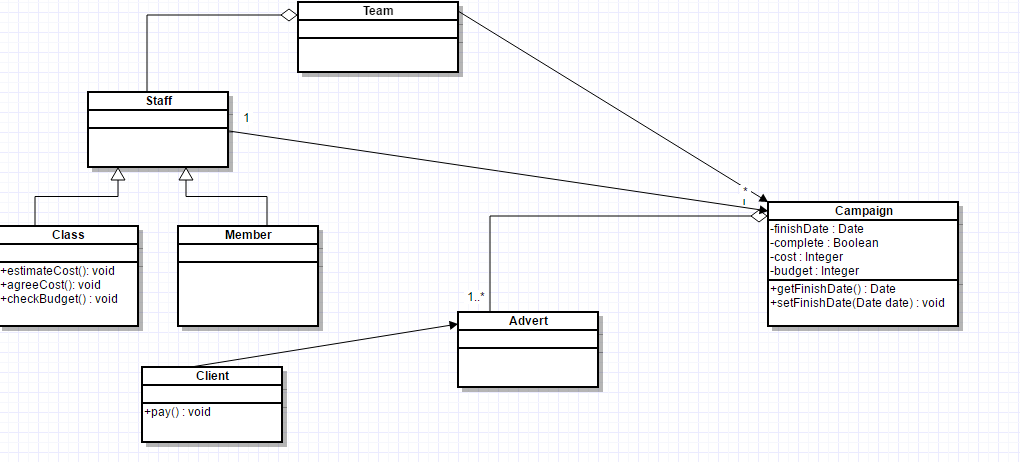 Team
Staff
1
*
Campaign
-finishDate : Date
-complete : Boolean
-cost : Integer
-budget : Integer
+getFinishDate() : Date
+setFinishDate(Date date) : void
Class
+estimateCost(): void
+agreeCost(): void
+checkBudget() : void
Member
1..*
Advert
Client
+pay() : void